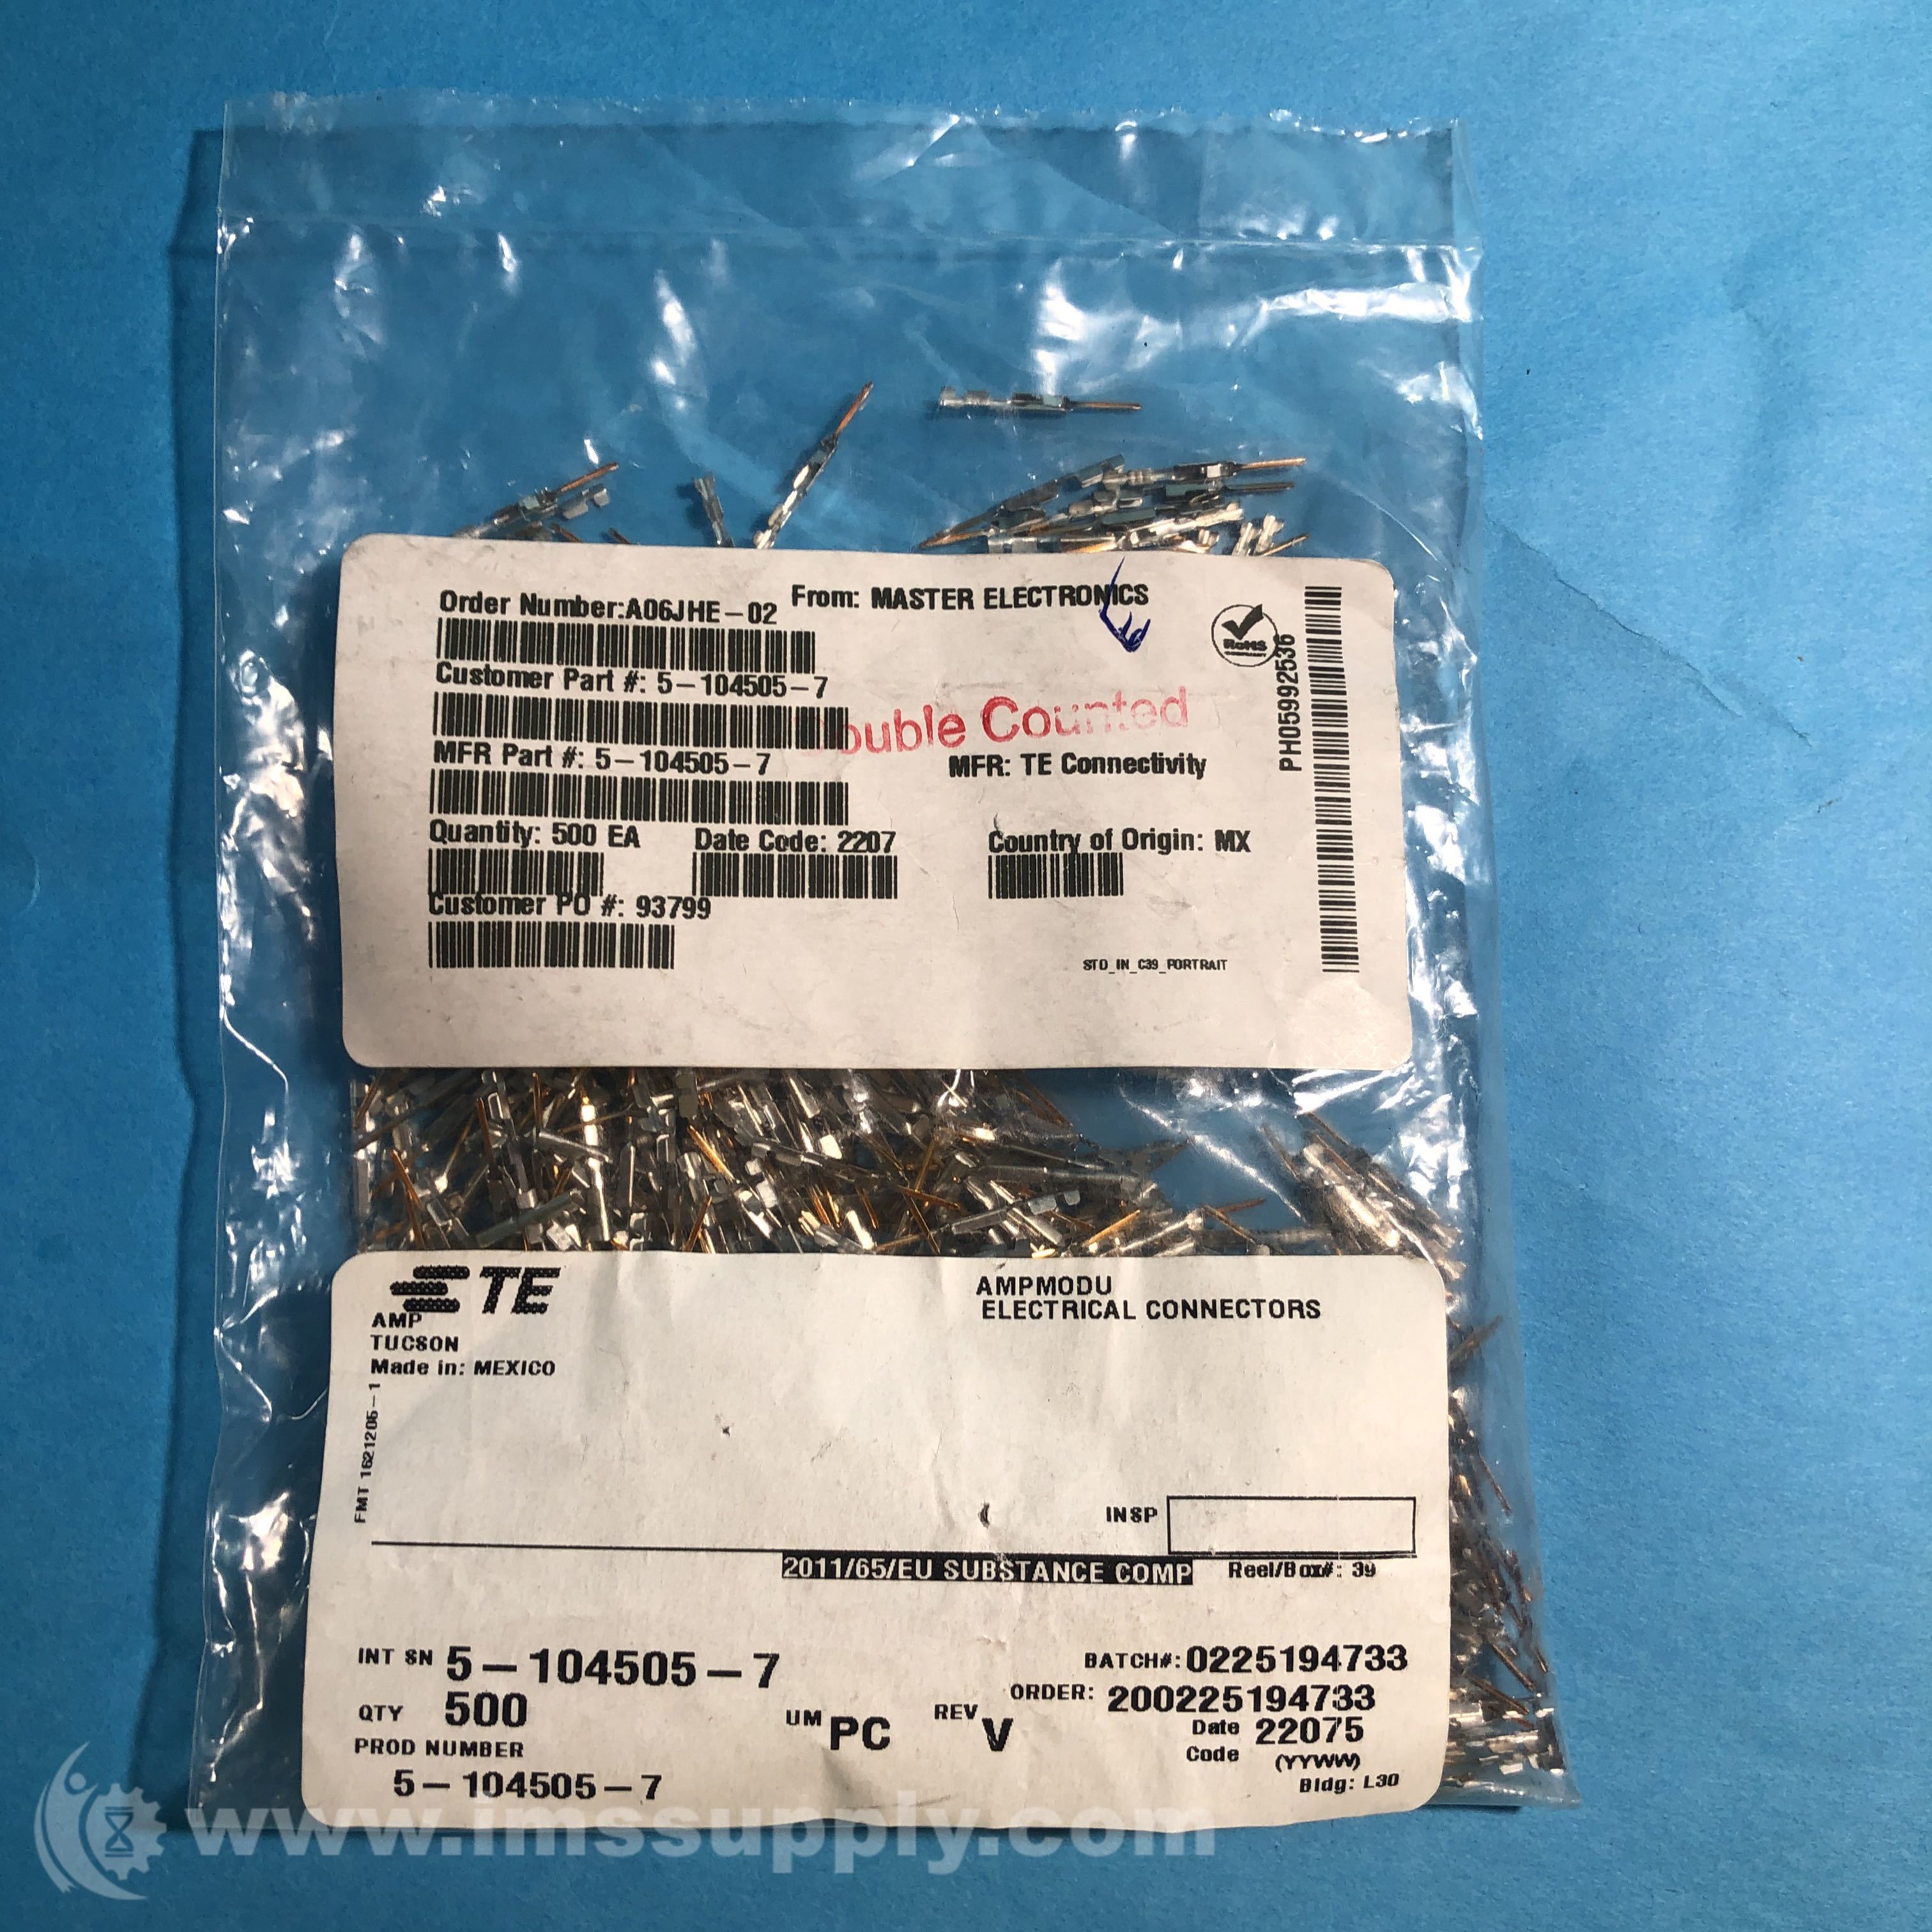 Order Number:A06JHE-02 From: MASTER ELECTRONICS
RoHS
Customer Part #: 5-104505-7
Double Counted
MFR Part #: 5-104505-7 MFR: TE Connectivity
PH05992536
Quantity: 500 EA Date Code: 2207 Country of Origin: MX
Customer PO #: 93799
STD_IN_C39_PORTRAIT
TE
AMPMODU
ELECTRICAL CONNECTORS
AMP
TUCSON
Made in: MEXICO
FMT 1621205-1
INSP
2011/65/EU SUBSTANCE COMP Reel/Box#: 39
INT SN 5-104505-7 BATCH#: 0225194733
ORDER: 200225194733
QTY 500 UM PC REV V
Date Code 22075
(YYWW)
PROD NUMBER
5-104505-7
Bldg: L30
www.imssupply.com